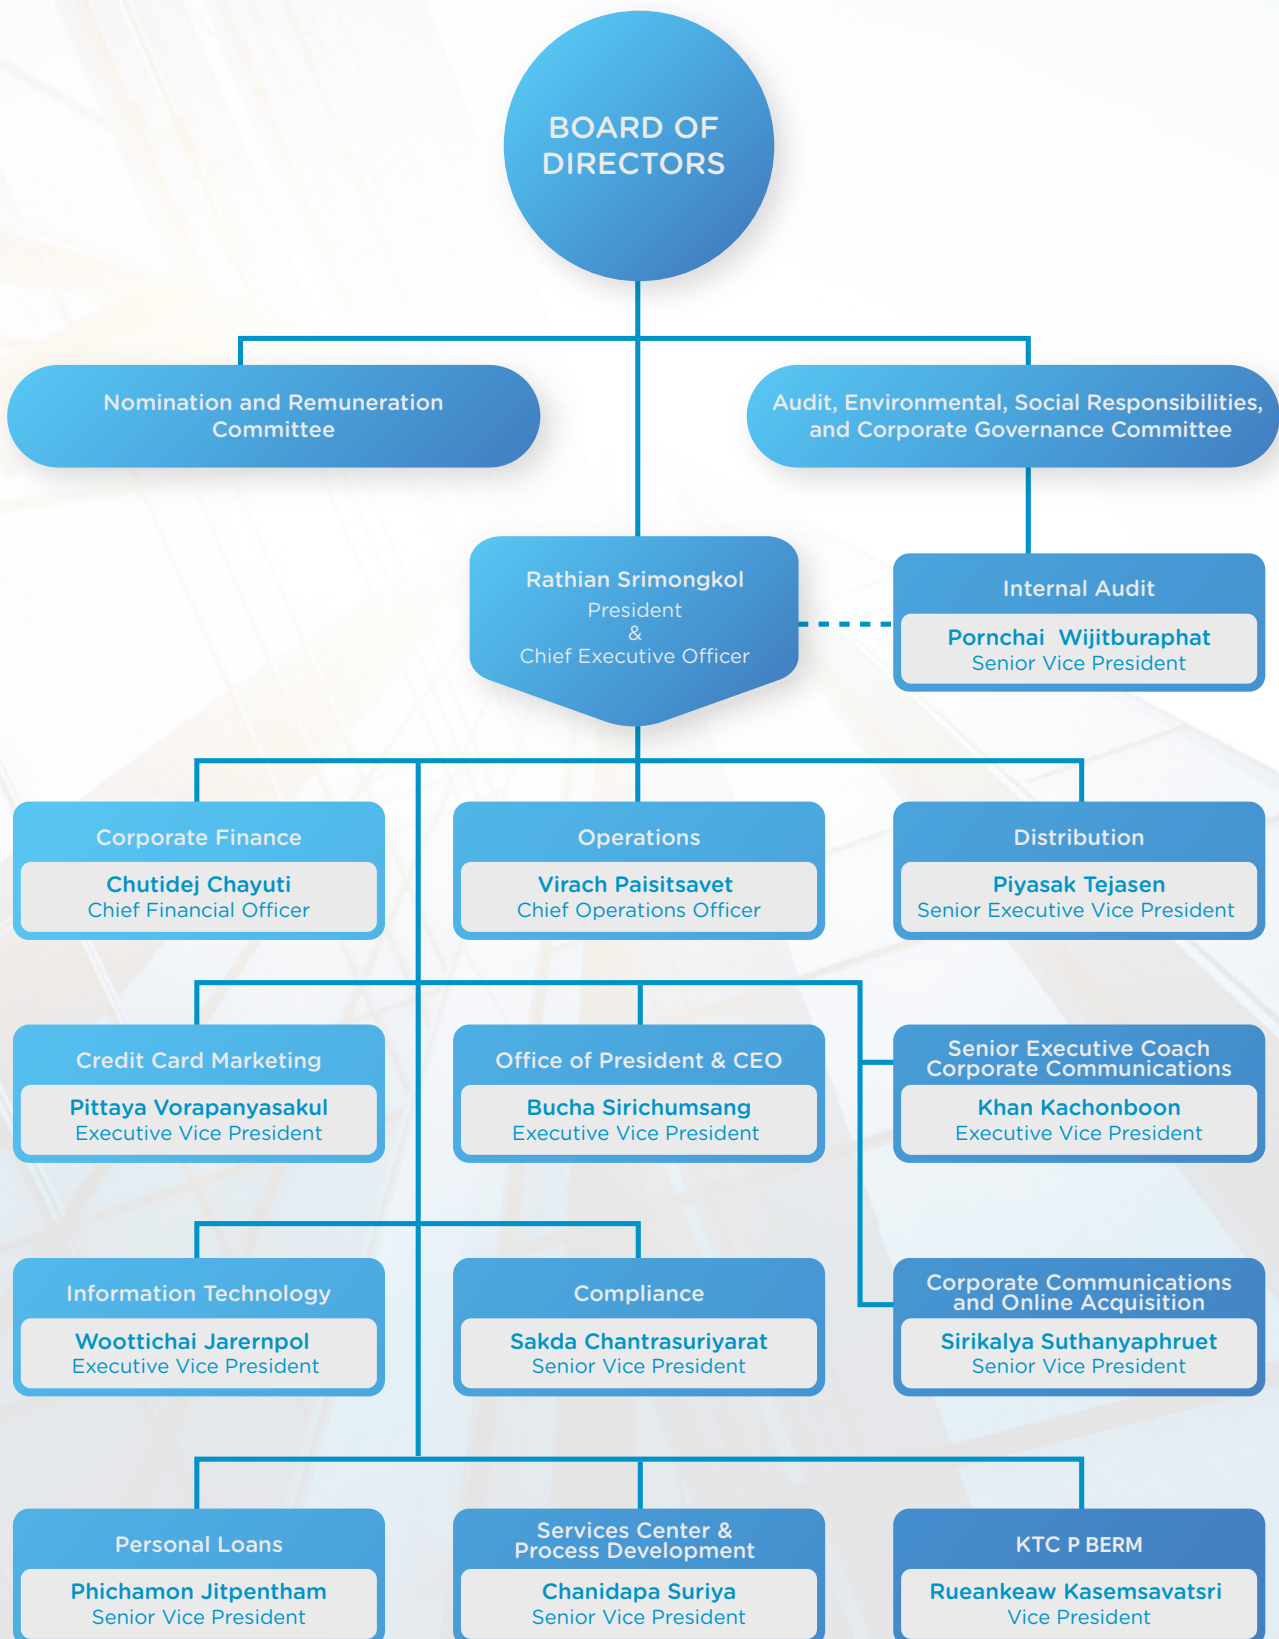 BOARD OF
DIRECTORS
Nomination and Remuneration
Committee
Audit, Environmental, Social Responsibilities,
and Corporate Governance Committee
Rathian Srimongkol
President
&
Chief Executive Officer
Internal Audit
Pornchai Wijitburaphat
Senior Vice President
Corporate Finance
Chutidej Chayuti
Chief Financial Officer
Operations
Virach Paisitsavet
Chief Operations Officer
Distribution
Piyasak Tejasen
Senior Executive Vice President
Credit Card Marketing
Pittaya Vorapanyasakul
Executive Vice President
Office of President & CEO
Bucha Sirichumsang
Executive Vice President
Senior Executive Coach
Corporate Communications
Khan Kachonboon
Executive Vice President
Information Technology
Woottichai Jarernpol
Executive Vice President
Compliance
Sakda Chantrasuriyarat
Senior Vice President
Corporate Communications
and Online Acquisition
Sirikalya Suthanyaphruet
Senior Vice President
Personal Loans
Phichamon Jitpentham
Senior Vice President
Services Center &
Process Development
Chanidapa Suriya
Senior Vice President
KTC P BERM
Rueankeaw Kasemsavatsri
Vice President